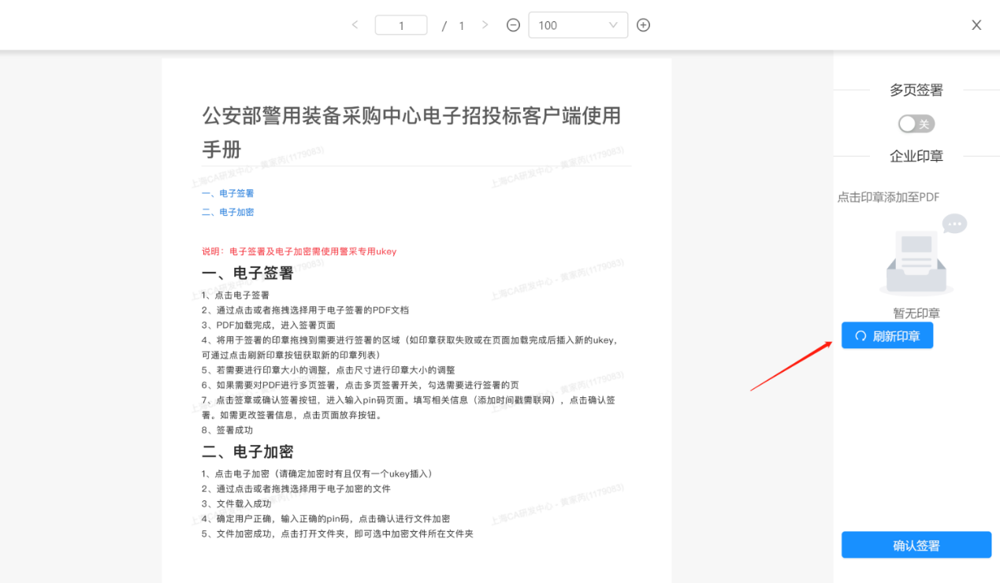 1 / 1 100
公安部警用装备采购中心电子招投标客户端使用
手册
一、电子签署
二、电子加密
说明：电子签署及电子加密需使用警采专用ukey
一、电子签署
1、点击电子签署
2、通过点击或者拖拽选择用于电子签署的PDF文档
3、PDF加载完成，进入签署页面
4、将用于签署的印章拖拽到需要进行签署的区域（如印章获取失败或在页面加载完成后插入新的ukey，
可通过点击刷新印章按钮获取新的印章列表）
5、若需要进行印章大小的调整，点击尺寸进行印章大小的调整
6、如果需要对PDF进行多页签署，点击多页签署开关，勾选需要进行签署的页
7、点击签章或确认签署按钮，进入输入pin码页面。填写相关信息（添加时间戳需联网），点击确认签
署。如需更改签署信息，点击页面放弃按钮。
8、签署成功
二、电子加密
1、点击电子加密（请确定加密时有且仅有一个ukey插入）
2、通过点击或者拖拽选择用于电子加密的文件
3、文件载入成功
4、确定用户正确，输入正确的pin码，点击确认进行文件加密
5、文件加密成功，点击打开文件夹，即可选中加密文件所在文件夹
多页签署
关
企业印章
点击印章添加至PDF
暂无印章
刷新印章
确认签署